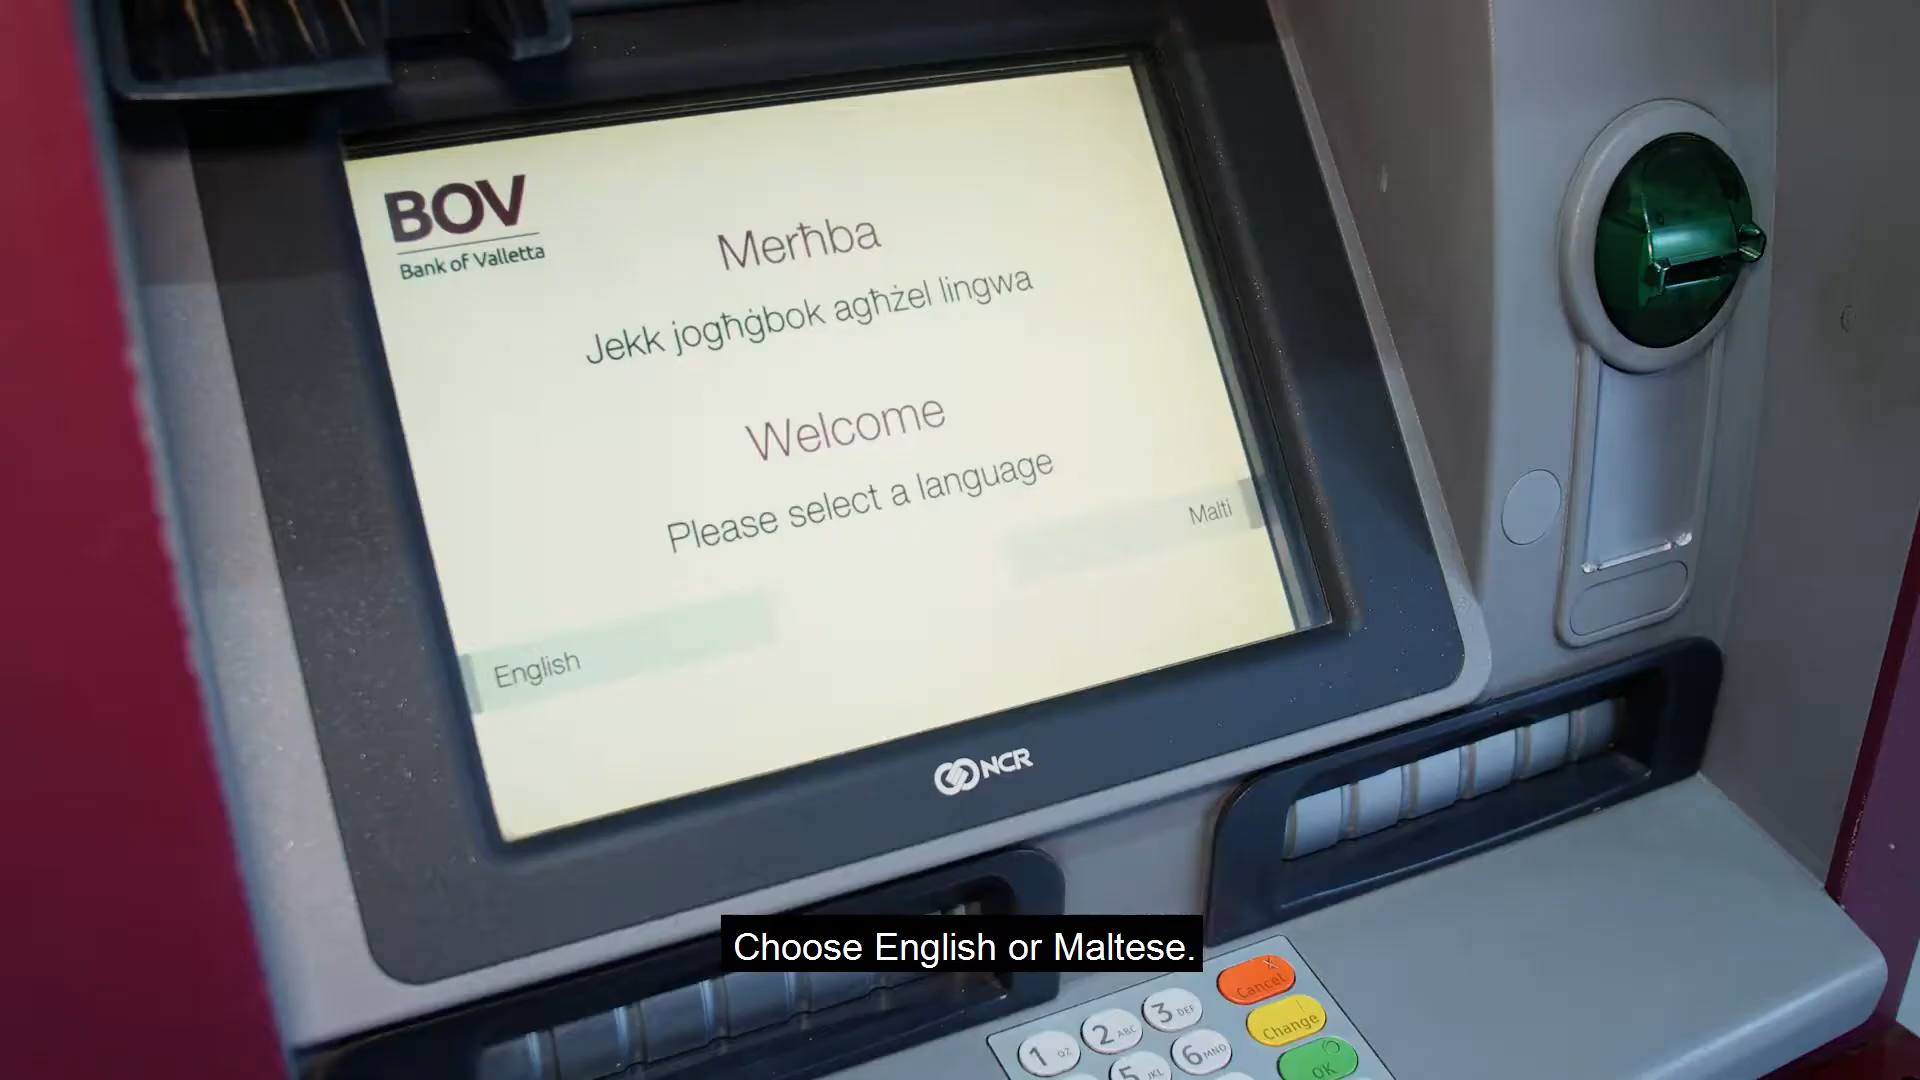 BOV
Bank of Valletta
Merħba
Jekk jogħġbok agħżel lingwa
Welcome
Please select a language
Malti
English
NCR
Choose English or Maltese.
Cancel
1 QZ 2 ABC 3 DEF Change
5 JKL 6 MNO OK